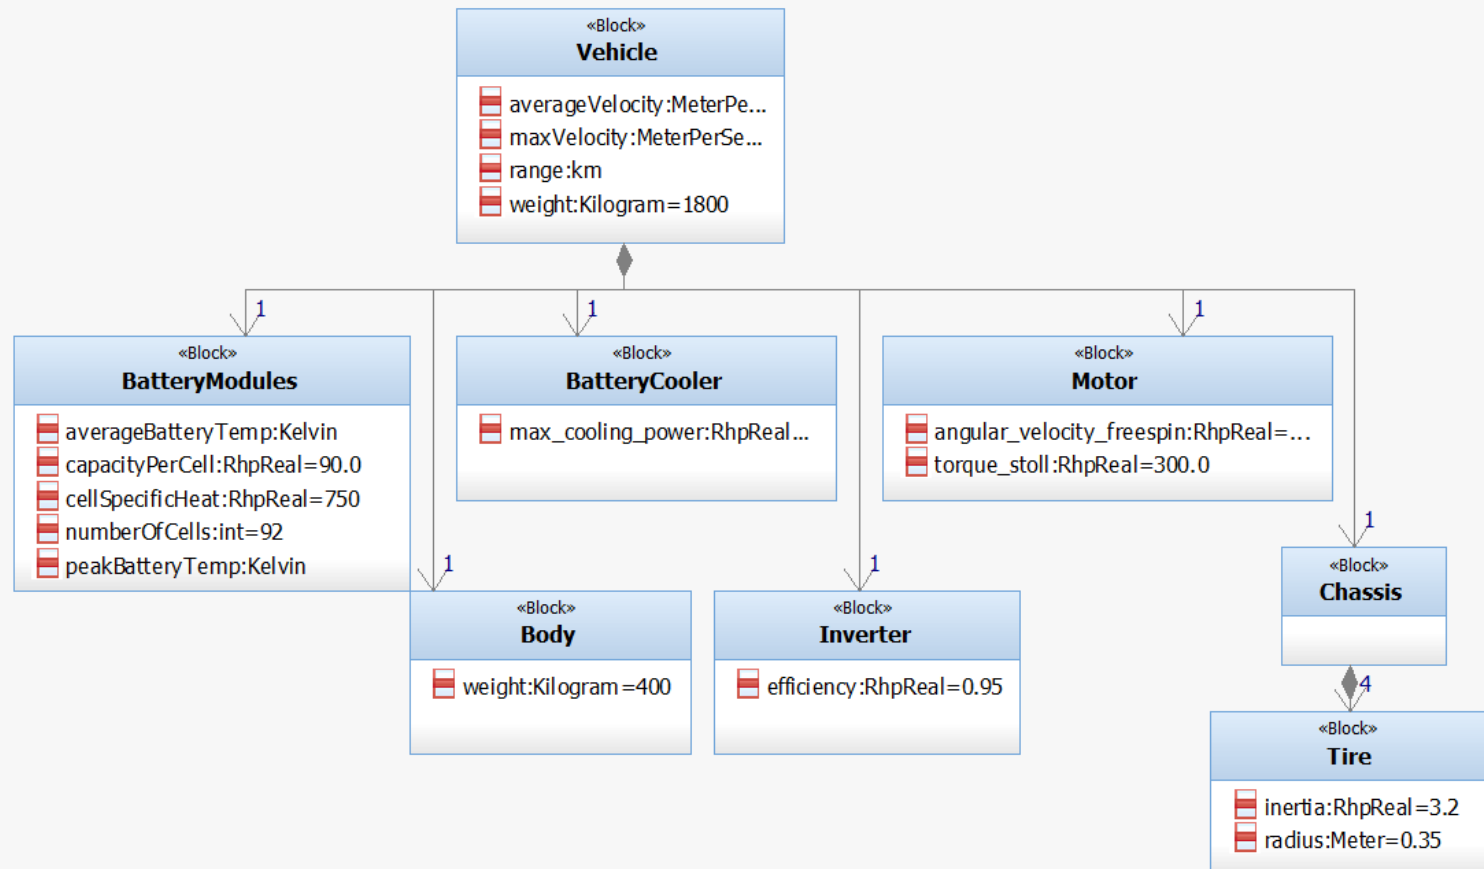 «Block»
Vehicle
averageVelocity:MeterPe...
maxVelocity:MeterPerSe...
range:km
weight:Kilogram=1800
1
1
1
1
«Block»
BatteryModules
averageBatteryTemp:Kelvin
capacityPerCell:RhpReal=90.0
cellSpecificHeat:RhpReal=750
numberOfCells:int=92
peakBatteryTemp:Kelvin
«Block»
BatteryCooler
max_cooling_power:RhpReal...
«Block»
Motor
angular_velocity_freespin:RhpReal=...
torque_stoll:RhpReal=300.0
1
1
«Block»
Body
weight:Kilogram=400
«Block»
Inverter
efficiency:RhpReal=0.95
«Block»
Chassis
4
«Block»
Tire
inertia:RhpReal=3.2
radius:Meter=0.35